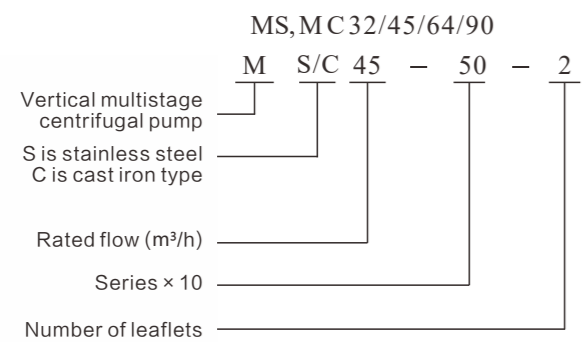 MS,MC32/45/64/90
M S/C 45 – 50 – 2
Vertical multistage
centrifugal pump
S is stainless steel
C is cast iron type
Rated flow (m³/h)
Series × 10
Number of leaflets